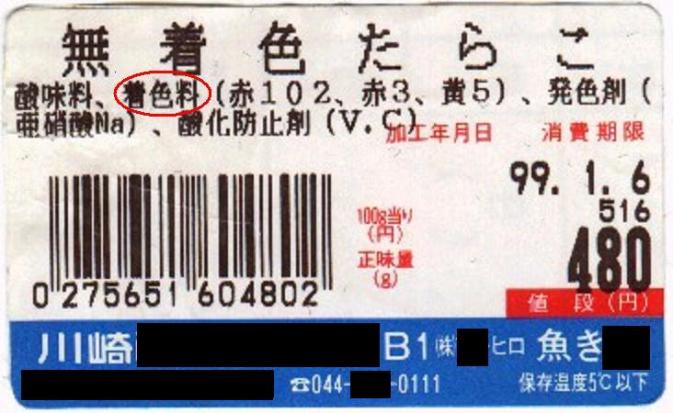 無着色たらこ
酸味料、着色料(赤102、赤3、黄5)、発色剤(
亜硝酸Na)、酸化防止剤(V.C)
加工年月日 消費期限
99.1.6
516
100g当り
(円)
480
正味量
(g)
値段(円)
0 275651 604802
川崎 B1 ㈱ ヒロ 魚き
☎044- -0111 保存温度5℃以下